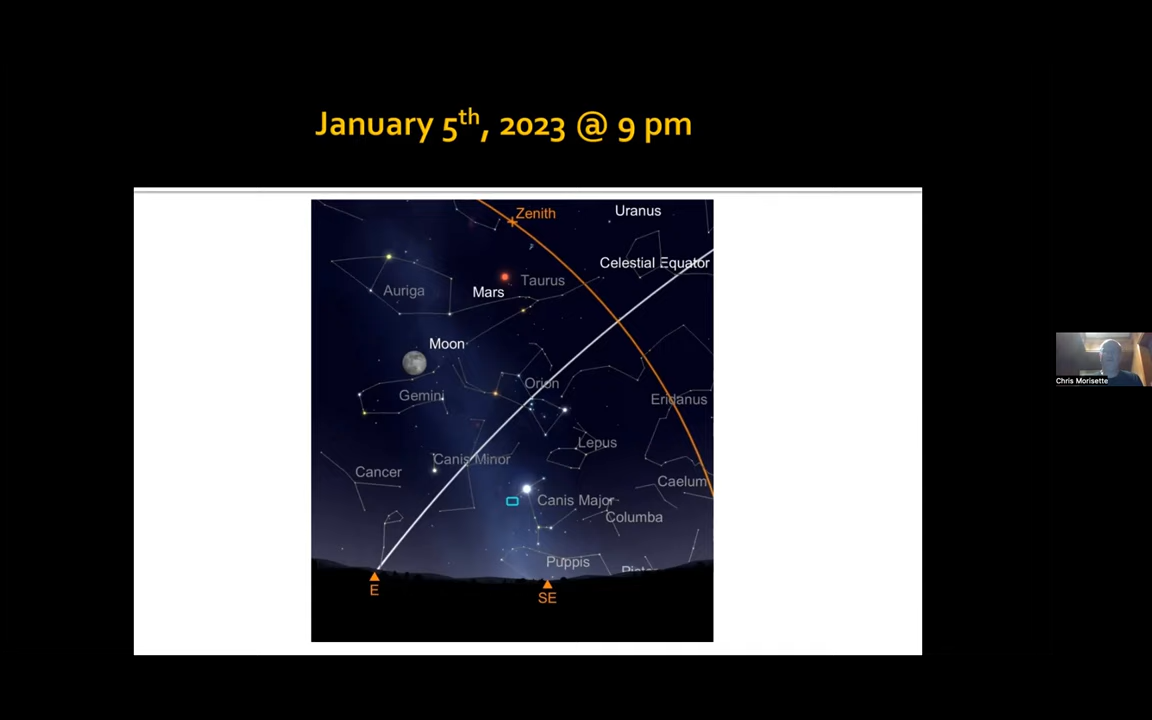 January 5th, 2023 @ 9 pm
Zenith
Uranus
Celestial Equator
Taurus
Auriga
Mars
Moon
Orion
Gemini
Eridanus
Lepus
Canis Minor
Cancer
Caelum
Canis Major
Columba
Puppis
E
SE
Chris Morisette